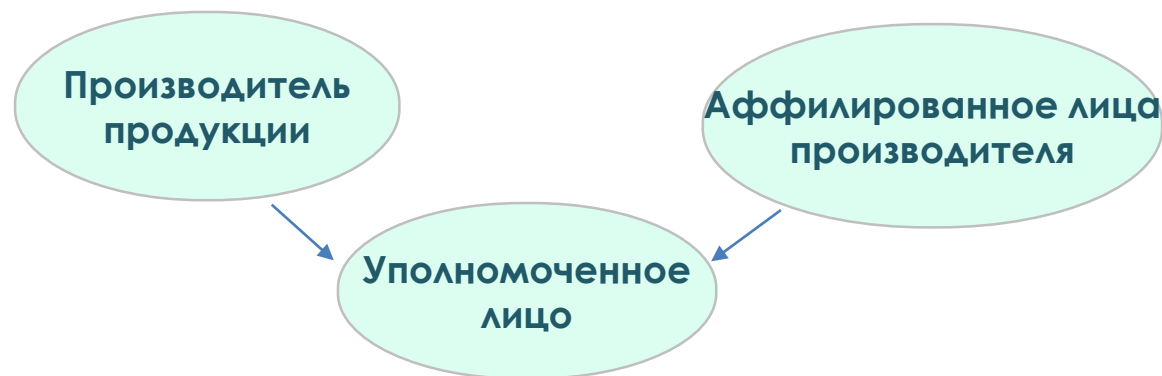 Производитель
продукции
Аффилированное лица
производителя
Уполномоченное
лицо